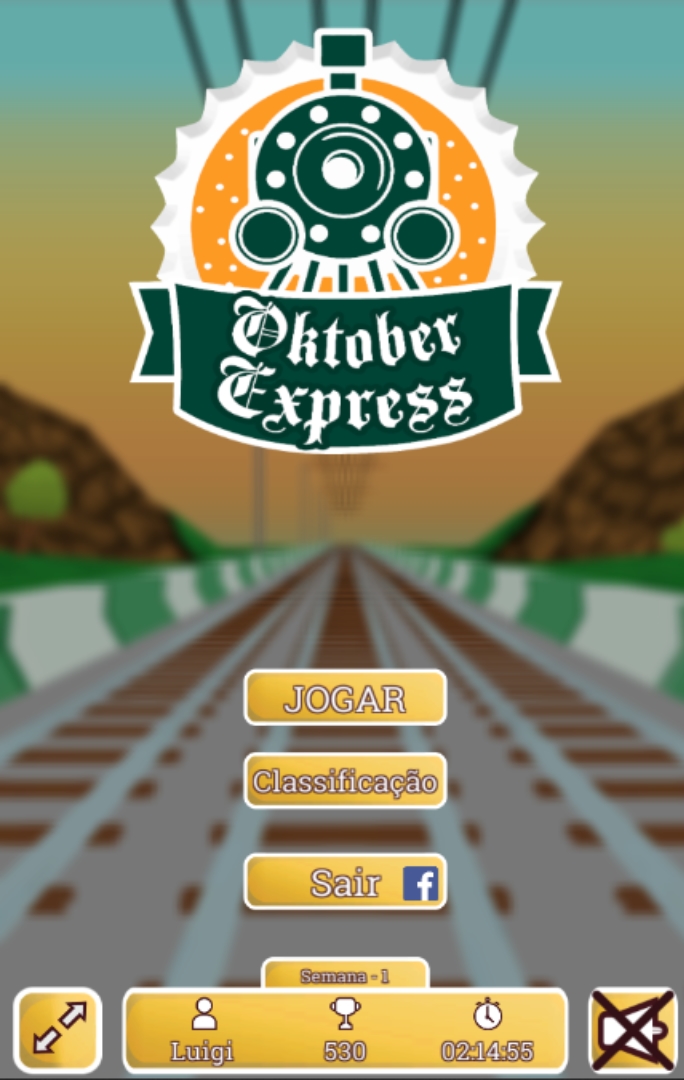 Oktober
Express
JOGAR
Classificação
Sair f
Semana - 1
Luigi 530 02:14:55